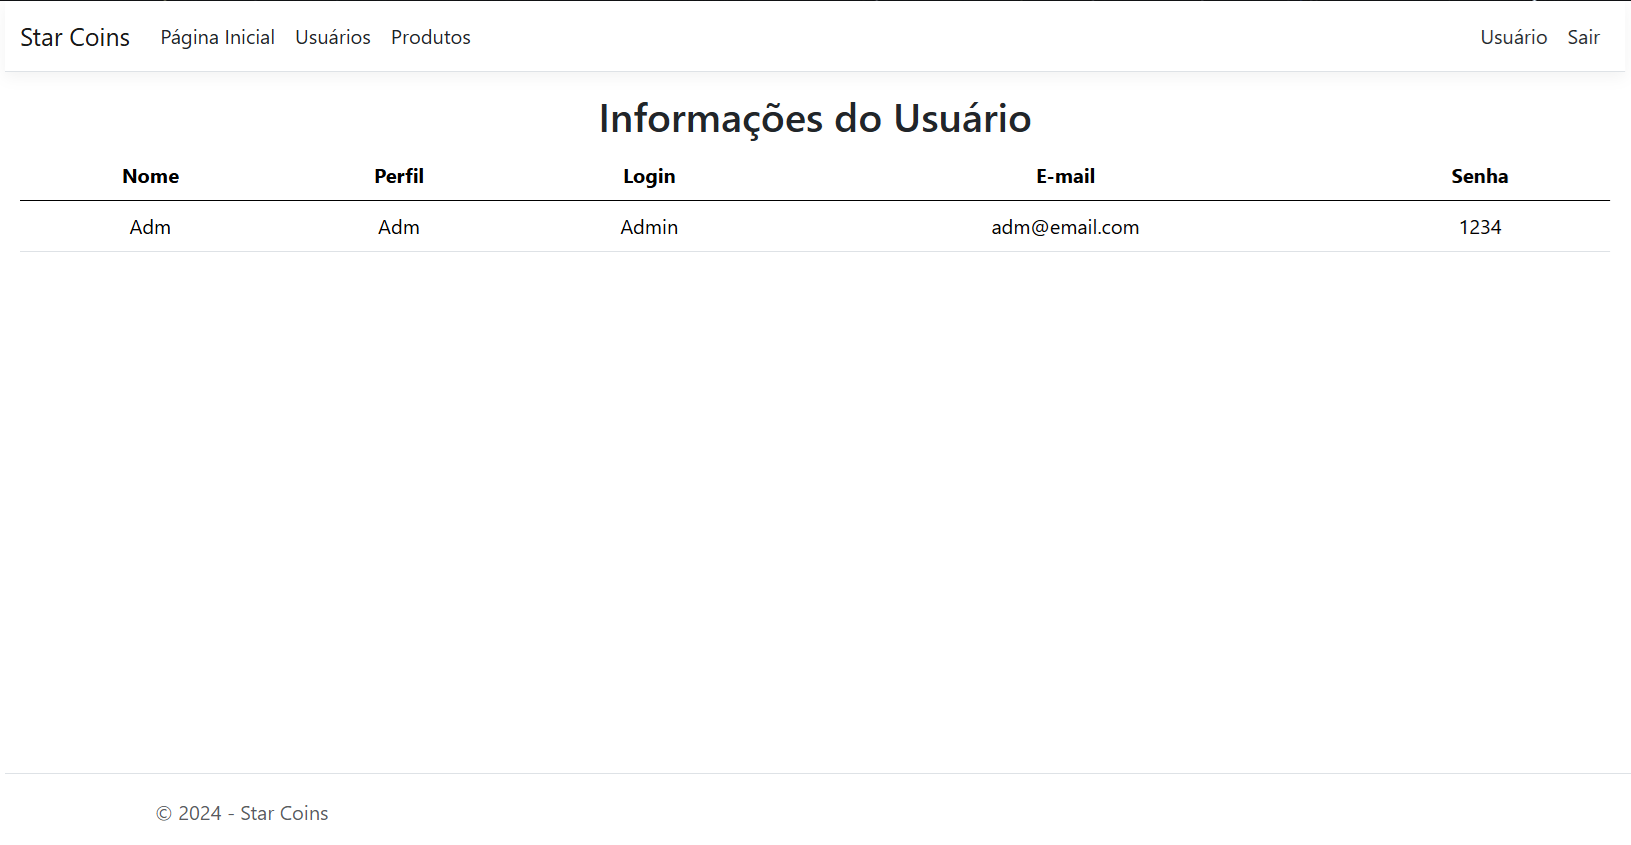 Star Coins Página Inicial Usuários Produtos Usuário Sair
Informações do Usuário
Nome Perfil Login E-mail Senha
Adm Adm Admin adm@email.com 1234
© 2024 - Star Coins